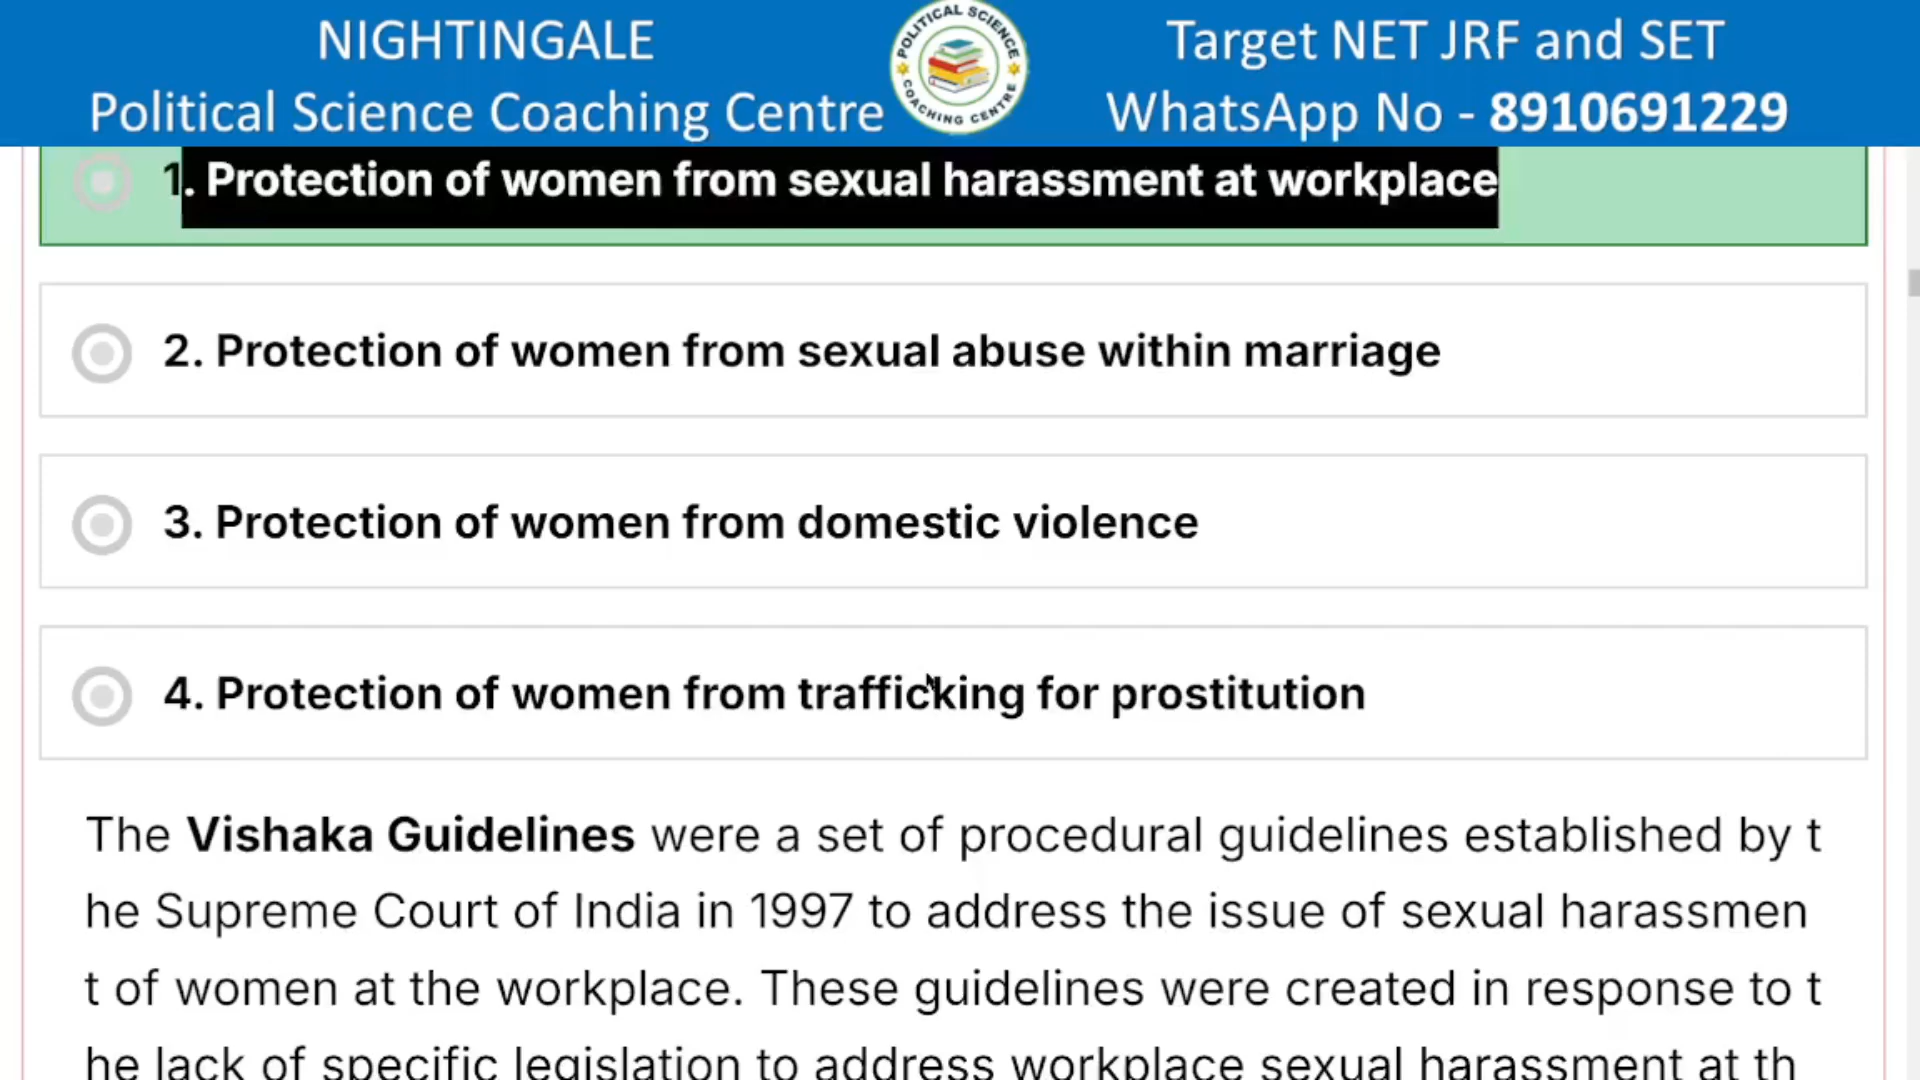 NIGHTINGALE
Political Science Coaching Centre
POLITICAL SCIENCE
COACHING CENTRE
Target NET JRF and SET
WhatsApp No - 8910691229
1. Protection of women from sexual harassment at workplace
2. Protection of women from sexual abuse within marriage
3. Protection of women from domestic violence
4. Protection of women from trafficking for prostitution
The Vishaka Guidelines were a set of procedural guidelines established by t
he Supreme Court of India in 1997 to address the issue of sexual harassmen
t of women at the workplace. These guidelines were created in response to t
he lack of specific legislation to address workplace sexual harassment at th